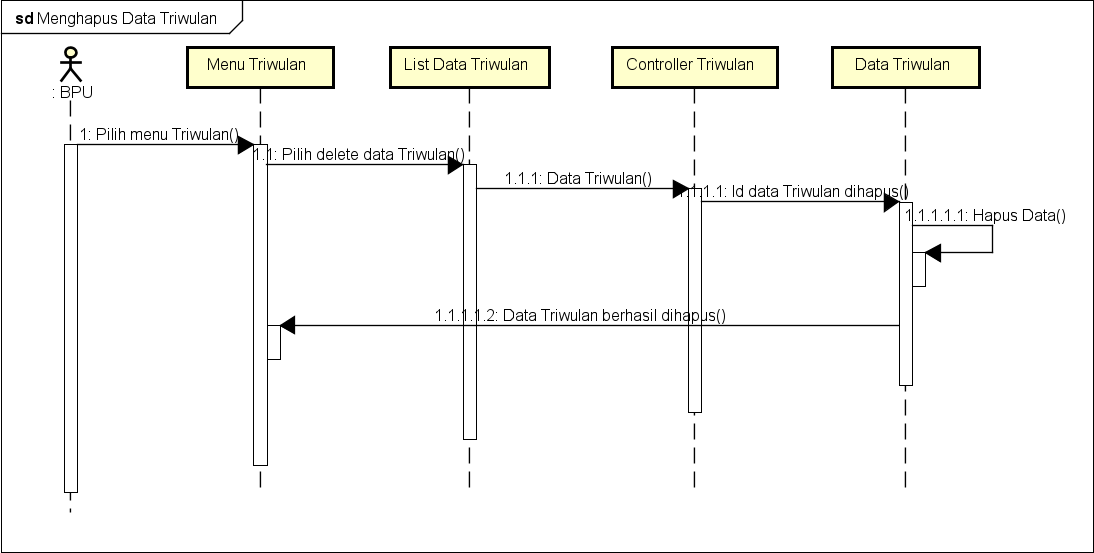 sd Menghapus Data Triwulan
: BPU
Menu Triwulan
List Data Triwulan
Controller Triwulan
Data Triwulan
1: Pilih menu Triwulan()
1.1: Pilih delete data Triwulan()
1.1.1: Data Triwulan()
1.1.1.1: Id data Triwulan dihapus()
1.1.1.1.1: Hapus Data()
1.1.1.1.2: Data Triwulan berhasil dihapus()